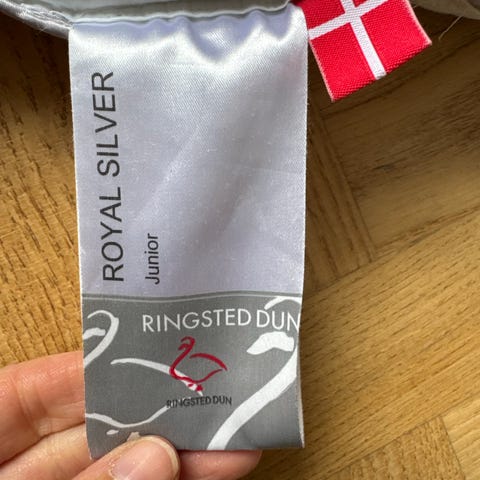 ROYAL SILVER
Junior
RINGSTED DUN
RINGSTED DUN